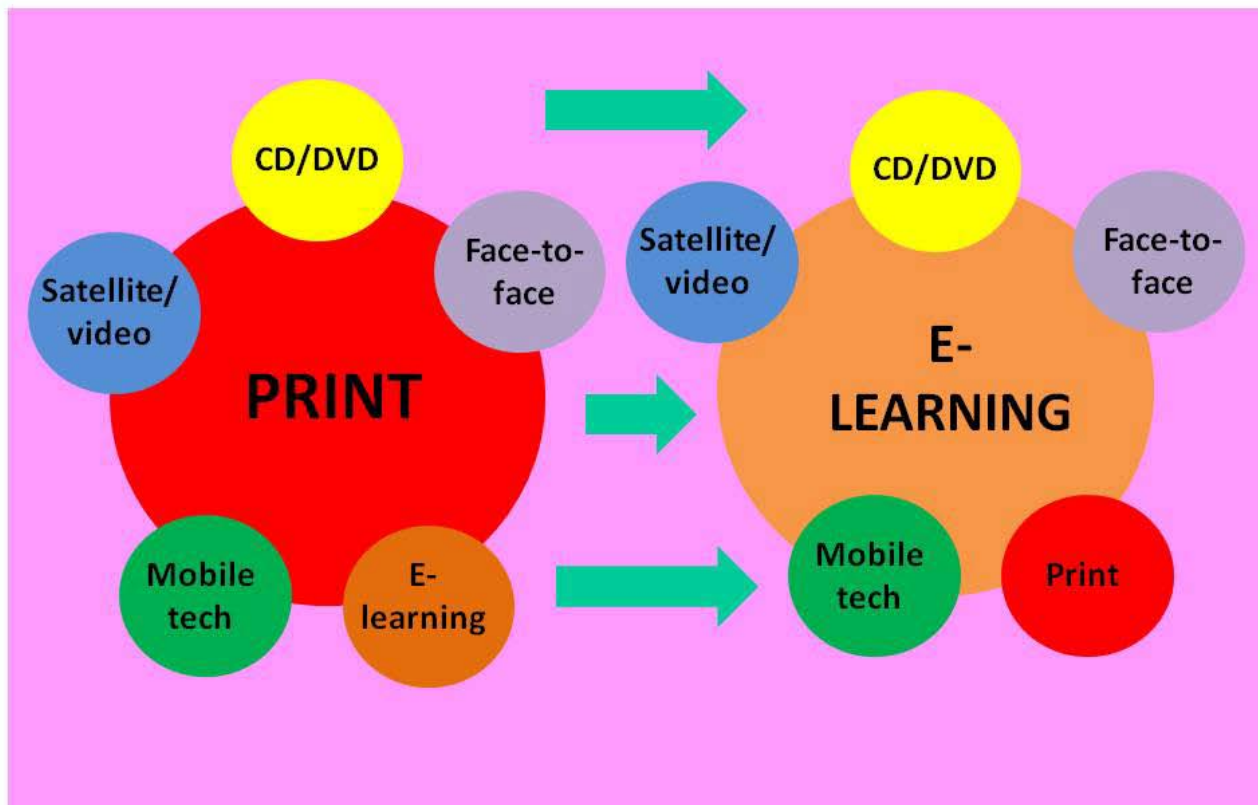 CD/DVD
Face-to-
face
Satellite/
video
PRINT
Mobile
tech
E-
learning
CD/DVD
Face-to-
face
Satellite/
video
E-
LEARNING
Mobile
tech
Print